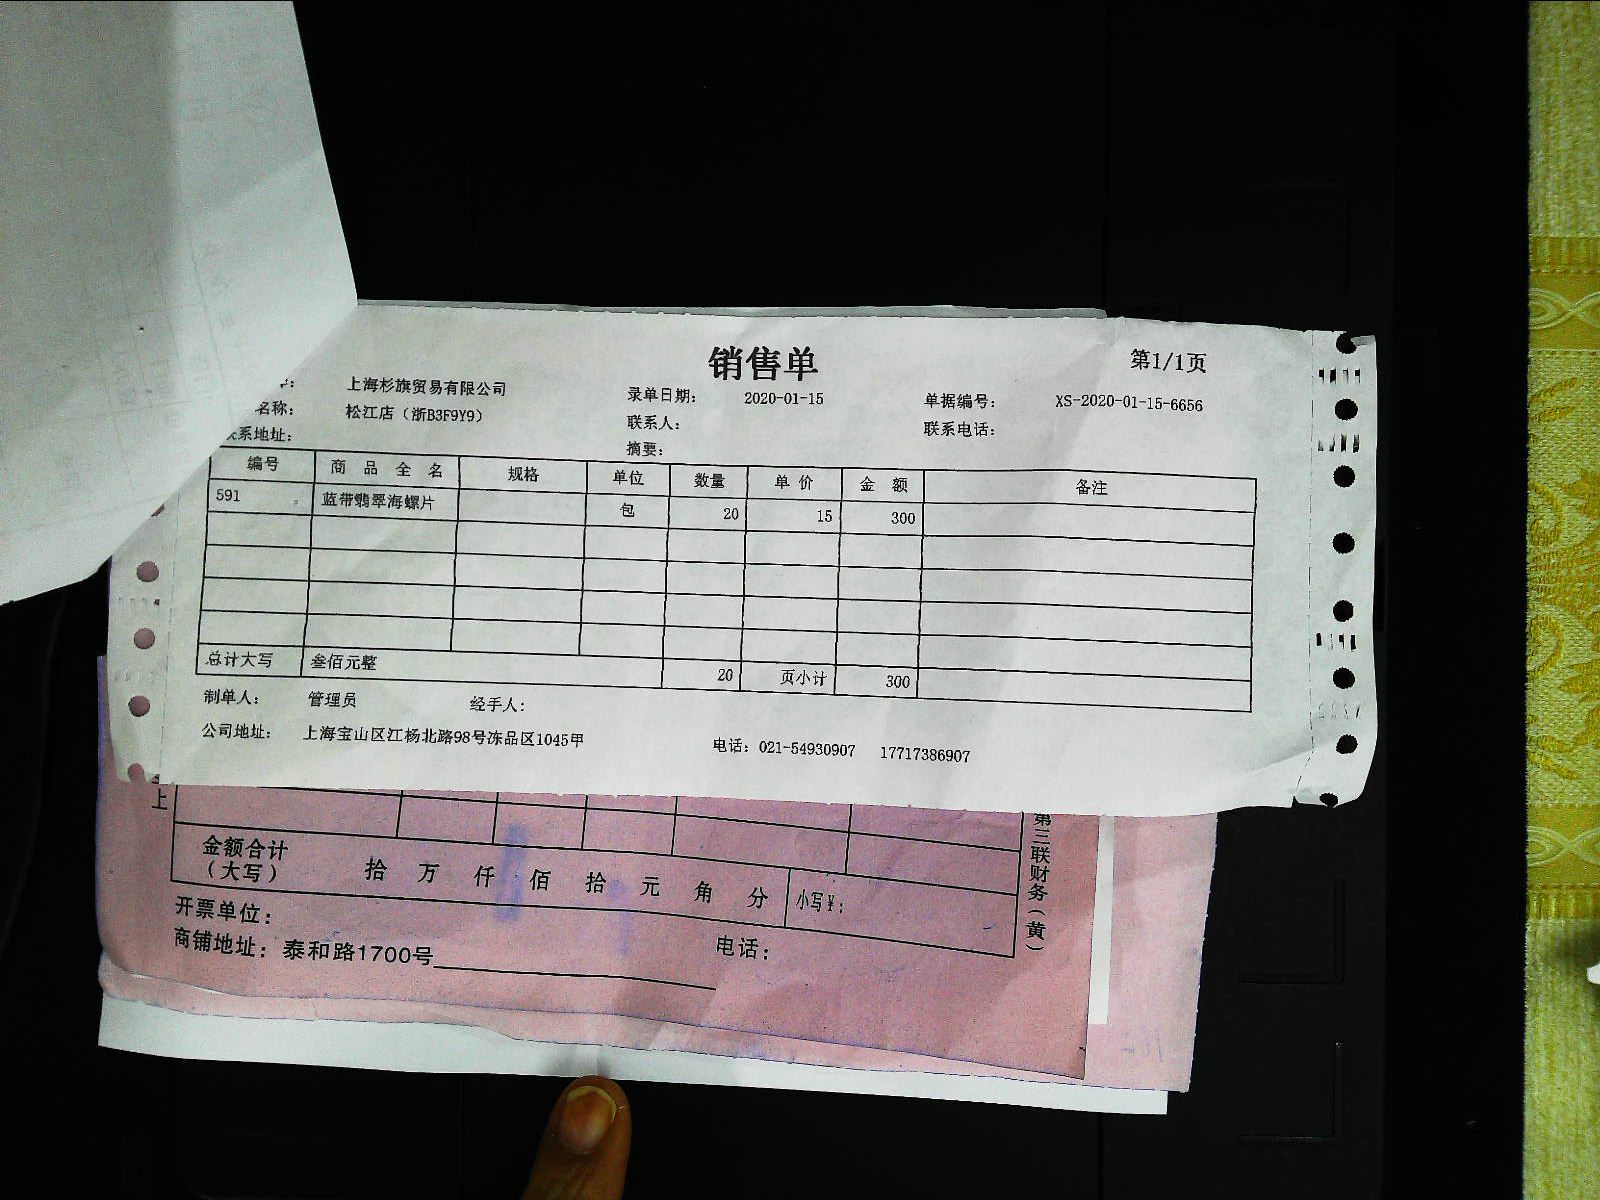 销售单
第1/1页
上海杉旗贸易有限公司
录单日期： 2020-01-15
单据编号： XS-2020-01-15-6656
名称： 松江店（浙B3F9Y9）
联系人：
联系电话：
联系地址：
摘要：
编号 商品全名 规格 单位 数量 单价 金额 备注
591 蓝带翡翠海螺片 包 20 15 300
总计大写 叁佰元整 20 页小计 300
制单人： 管理员 经手人：
公司地址： 上海宝山区江杨北路98号冻品区1045甲 电话：021-54930907 17717386907
上
第三联财务（黄）
金额合计（大写） 拾 万 仟 佰 拾 元 角 分 小写¥：
开票单位：
商铺地址：泰和路1700号 电话：